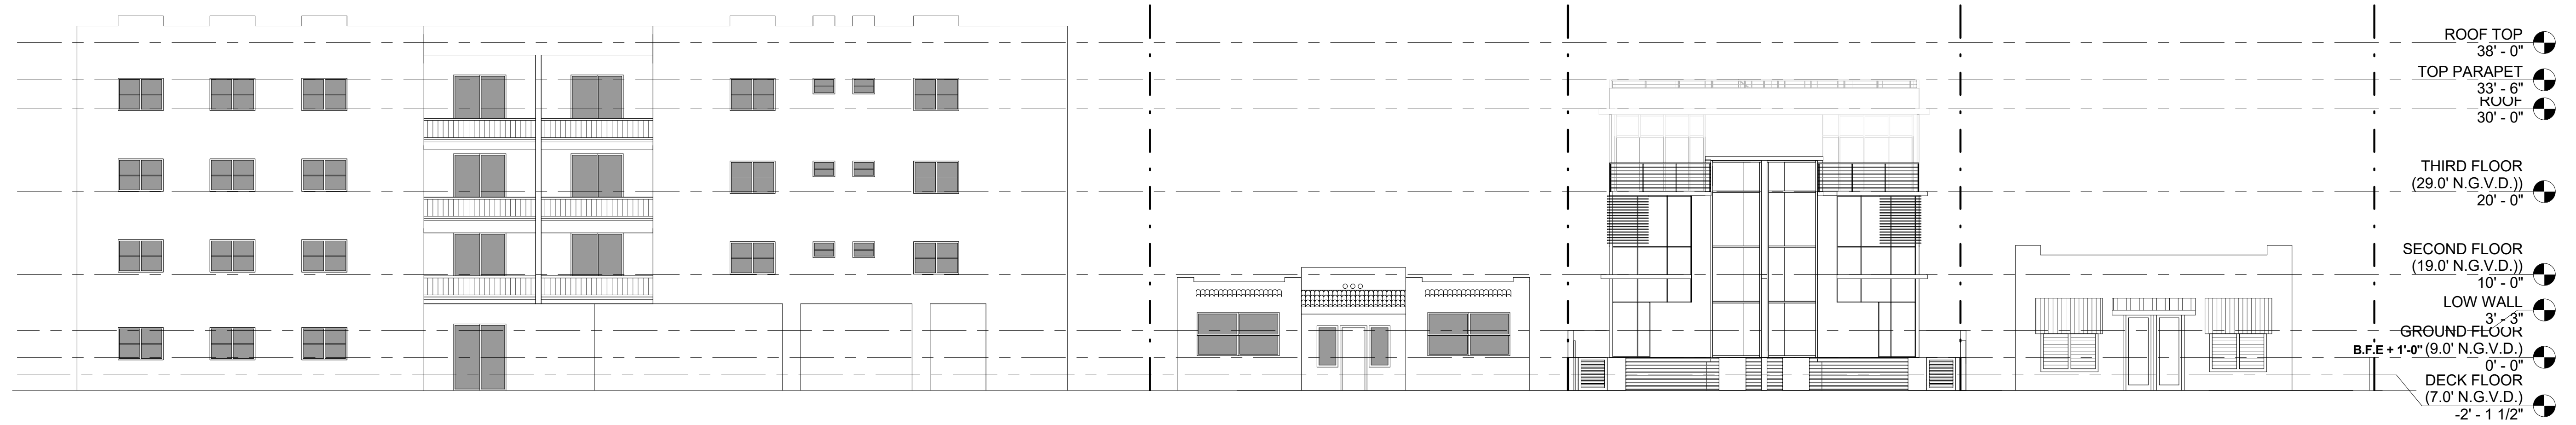 ROOF TOP
38' - 0"
TOP PARAPET
33' - 6"
ROOF
30' - 0"
THIRD FLOOR
(29.0' N.G.V.D.))
20' - 0"
SECOND FLOOR
(19.0' N.G.V.D.))
10' - 0"
LOW WALL
3' - 3"
GROUND FLOOR
B.F.E + 1'-0" (9.0' N.G.V.D.)
0' - 0"
DECK FLOOR
(7.0' N.G.V.D.)
-2' - 1 1/2"